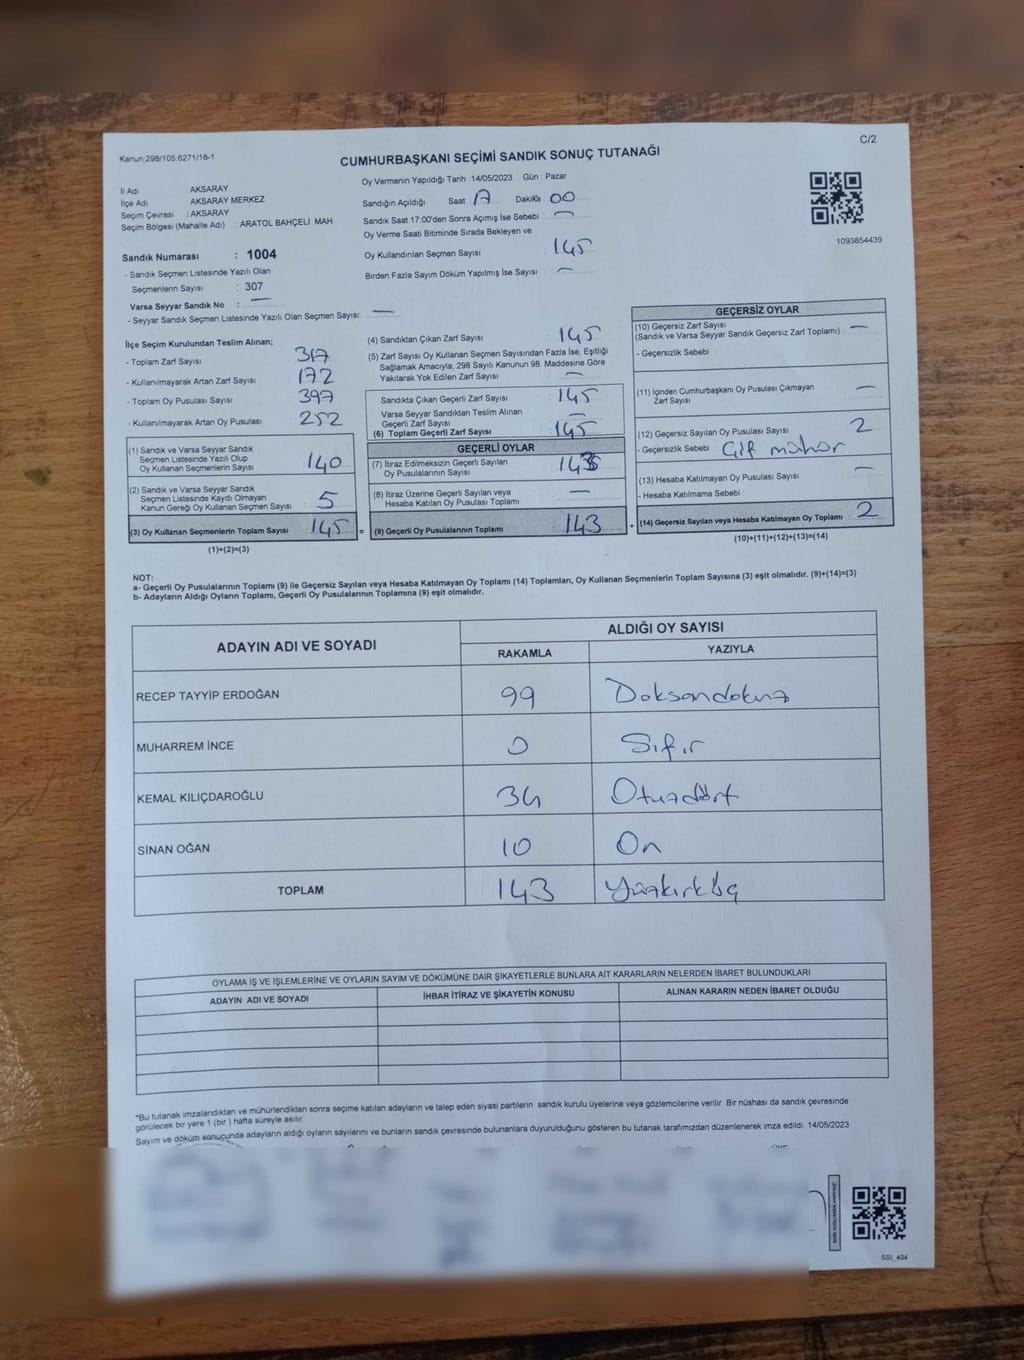 C/2
Kanun;298/105;6271/18-1
CUMHURBAŞKANI SEÇİMİ SANDIK SONUÇ TUTANAĞI
İl Adı : AKSARAY
İlçe Adı : AKSARAY MERKEZ
Seçim Çevresi : AKSARAY
Seçim Bölgesi (Mahalle Adı) : ARATOL BAHÇELİ MAH.
Sandık Numarası : 1004
- Sandık Seçmen Listesinde Yazılı Olan
Seçmenlerin Sayısı : 307
Varsa Seyyar Sandık No : —
- Seyyar Sandık Seçmen Listesinde Yazılı Olan Seçmen Sayısı: —
Oy Vermenin Yapıldığı Tarih : 14/05/2023 Gün : Pazar
Sandığın Açıldığı Saat 17 Dakika 00
Sandık Saat 17:00'den Sonra Açımış İse Sebebi : —
Oy Verme Saati Bitiminde Sırada Bekleyen ve
Oy Kullandırılan Seçmen Sayısı : 145
Birden Fazla Sayım Döküm Yapılmış İse Sayısı : —
1093854439
İlçe Seçim Kurulundan Teslim Alınan;
- Toplam Zarf Sayısı : 317
- Kullanılmayarak Artan Zarf Sayısı : 172
- Toplam Oy Pusulası Sayısı : 397
- Kullanılmayarak Artan Oy Pusulası : 252
(1) Sandık ve Varsa Seyyar Sandık
Seçmen Listesinde Yazılı Olup
Oy Kullanan Seçmenlerin Sayısı 140
(2) Sandık ve Varsa Seyyar Sandık
Seçmen Listesinde Kayıtlı Olmayan
Kanun Gereği Oy Kullanan Seçmen Sayısı 5
(3) Oy Kullanan Seçmenlerin Toplam Sayısı 145 =
(1)+(2)=(3)
(4) Sandıktan Çıkan Zarf Sayısı : 145
(5) Zarf Sayısı Oy Kullanan Seçmen Sayısından Fazla İse, Eşitliği
Sağlamak Amacıyla; 298 Sayılı Kanunun 98. Maddesine Göre
Yakılarak Yok Edilen Zarf Sayısı : —
Sandıkta Çıkan Geçerli Zarf Sayısı : 145
Varsa Seyyar Sandıktan Teslim Alınan
Geçerli Zarf Sayısı : —
(6) Toplam Geçerli Zarf Sayısı : 145
GEÇERLİ OYLAR
(7) İtiraz Edilmeksizin Geçerli Sayılan
Oy Pusulalarının Sayısı : 143
(8) İtiraz Üzerine Geçerli Sayılan veya
Hesaba Katılan Oy Pusulası Toplamı : —
(9) Geçerli Oy Pusulalarının Toplamı : 143 +
GEÇERSİZ OYLAR
(10) Geçersiz Zarf Sayısı : —
(Sandık ve Varsa Seyyar Sandık Geçersiz Zarf Toplamı)
- Geçersizlik Sebebi :
(11) İçinden Cumhurbaşkanı Oy Pusulası Çıkmayan
Zarf Sayısı : —
(12) Geçersiz Sayılan Oy Pusulası Sayısı : 2
- Geçersizlik Sebebi : Çift mühür
(13) Hesaba Katılmayan Oy Pusulası Sayısı : —
- Hesaba Katılmama Sebebi :
(14) Geçersiz Sayılan veya Hesaba Katılmayan Oy Toplamı : 2
(10)+(11)+(12)+(13)=(14)
NOT:
a- Geçerli Oy Pusulalarının Toplamı (9) ile Geçersiz Sayılan veya Hesaba Katılmayan Oy Toplamı (14) Toplamları, Oy Kullanan Seçmenlerin Toplam Sayısına (3) eşit olmalıdır. (9)+(14)=(3)
b- Adayların Aldığı Oyların Toplamı, Geçerli Oy Pusulalarının Toplamına (9) eşit olmalıdır.
ADAYIN ADI VE SOYADI
ALDIĞI OY SAYISI
RAKAMLA YAZIYLA
RECEP TAYYİP ERDOĞAN 99 Doksandokuz
MUHARREM İNCE 0 Sıfır
KEMAL KILIÇDAROĞLU 34 Otuzdört
SİNAN OĞAN 10 On
TOPLAM 143 Yüzkırküç
OYLAMA İŞ VE İŞLEMLERİNE VE OYLARIN SAYIM VE DÖKÜMÜNE DAİR ŞİKAYETLERLE BUNLARA AİT KARARLARIN NELERDEN İBARET BULUNDUKLARI
ADAYIN ADI VE SOYADI İHBAR İTİRAZ VE ŞİKAYETİN KONUSU ALINAN KARARIN NEDEN İBARET OLDUĞU
*Bu tutanak imzalandıktan ve mühürlendikten sonra seçime katılan adayların ve talep eden siyasi partilerin sandık kurulu üyelerine veya gözlemcilerine verilir. Bir nüshası da sandık çevresinde
görülecek bir yere 1 (bir ) hafta süreyle asılır.
Sayım ve döküm sonucunda adayların aldığı oyların sayılarını ve bunların sandık çevresinde bulunanlara duyurulduğunu gösteren bu tutanak tarafımızdan düzenlenerek imza edildi. 14/05/2023
GSI_404